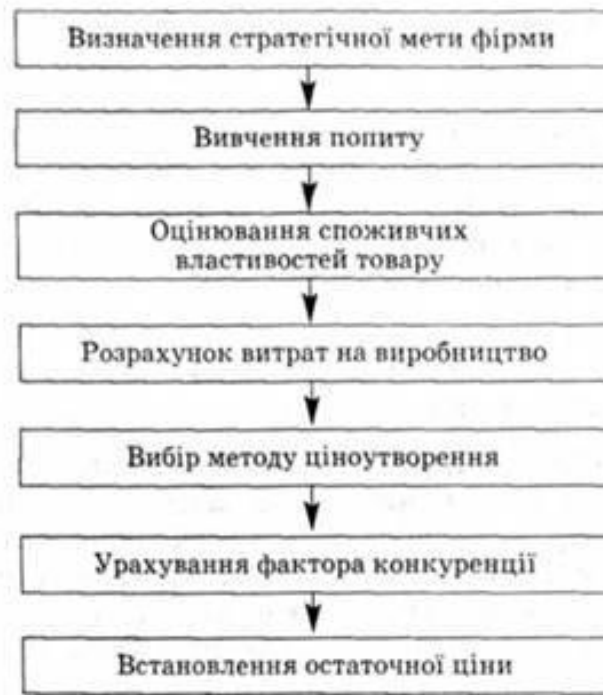 Визначення стратегічної мети фірми
Вивчення попиту
Оцінювання споживчих
властивостей товару
Розрахунок витрат на виробництво
Вибір методу ціноутворення
Урахування фактора конкуренції
Встановлення остаточної ціни